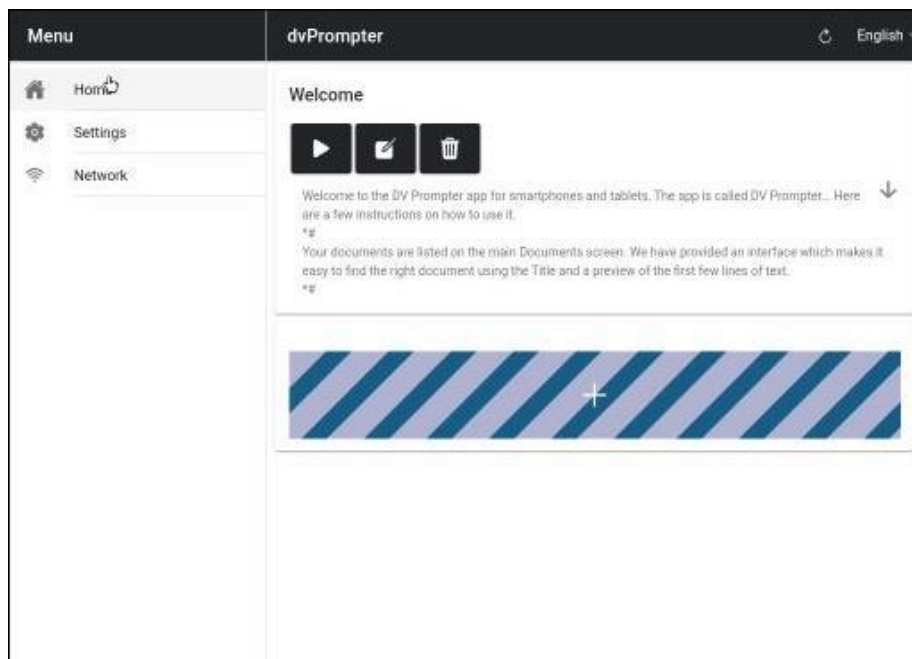 Menu
dvPrompter
English
Home
Settings
Network
Welcome
Welcome to the DV Prompter app for smartphones and tablets. The app is called DV Prompter... Here
are a few instructions on how to use it.
*#
Your documents are listed on the main Documents screen. We have provided an interface which makes it
easy to find the right document using the Title and a preview of the first few lines of text.
*#